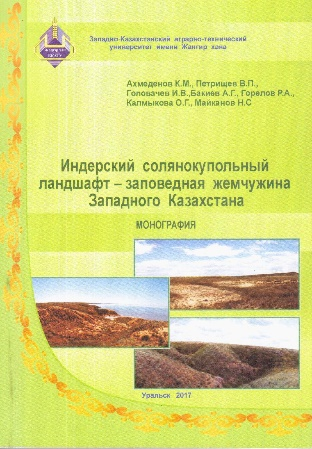 Западно-Казахстанский аграрно-технический
университет имени Жангир хана
Ахмеденов К.М., Петрищев В.П.,
Головачев И.В.,Бакиев А.Г., Горелов Р.А.,
Калмыкова О.Г., Майканов Н.С
Индерский солянокупольный
ландшафт – заповедная жемчужина
Западного Казахстана
МОНОГРАФИЯ
Уральск 2017